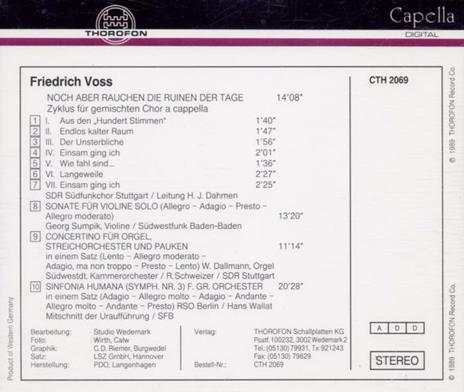 Capella
THOROFON
DIGITAL
Friedrich Voss
CTH 2069
NOCH ABER RAUCHEN DIE RUINEN DER TAGE 14'08"
Zyklus für gemischten Chor a cappella
1 I. Aus den „Hundert Stimmen" 1'40"
2 II. Endlos kalter Raum 1'47"
3 III. Der Unsterbliche 1'56"
4 IV. Einsam ging ich 2'01"
5 V. Wie fahl sind... 1'36"
6 VI. Langeweile 2'27"
7 VII. Einsam ging ich 2'25"
SDR Südfunkchor Stuttgart / Leitung H. J. Dahmen
8 SONATE FÜR VIOLINE SOLO (Allegro – Adagio – Presto –
Allegro moderato) 13'20"
Georg Sumpik, Violine / Südwestfunk Baden-Baden
9 CONCERTINO FÜR ORGEL,
STREICHORCHESTER UND PAUKEN 11'14"
in einem Satz (Lento – Allegro moderato –
Adagio, ma non troppo – Presto – Lento) W. Dallmann, Orgel
Südwestdt. Kammerorchester / R. Schweizer / SDR Stuttgart
10 SINFONIA HUMANA (SYMPH. NR. 3) F. GR. ORCHESTER 20'28"
in einem Satz (Adagio – Allegro molto – Adagio – Andante –
Allegro molto – Andante – Presto) RSO Berlin / Hans Wallat
Mitschnitt der Uraufführung / SFB
Bearbeitung: Studio Wedemark
Foto: Wirth, Calw
Graphik: C.D. Riemer, Burgwedel
Satz: LSZ GmbH, Hannover
Herstellung: PDO, Langenhagen
Verlag: THOROFON Schallplatten KG
Postf. 100232, 3002 Wedemark 2
Tel.: (05130) 79931, Tx: 921243
Fax: (05130) 79829
Bestell-Nr.: CTH 2069
A D D
STEREO
Product of Western Germany
℗ 1989 THOROFON Record Co.
© 1989 THOROFON Record Co.